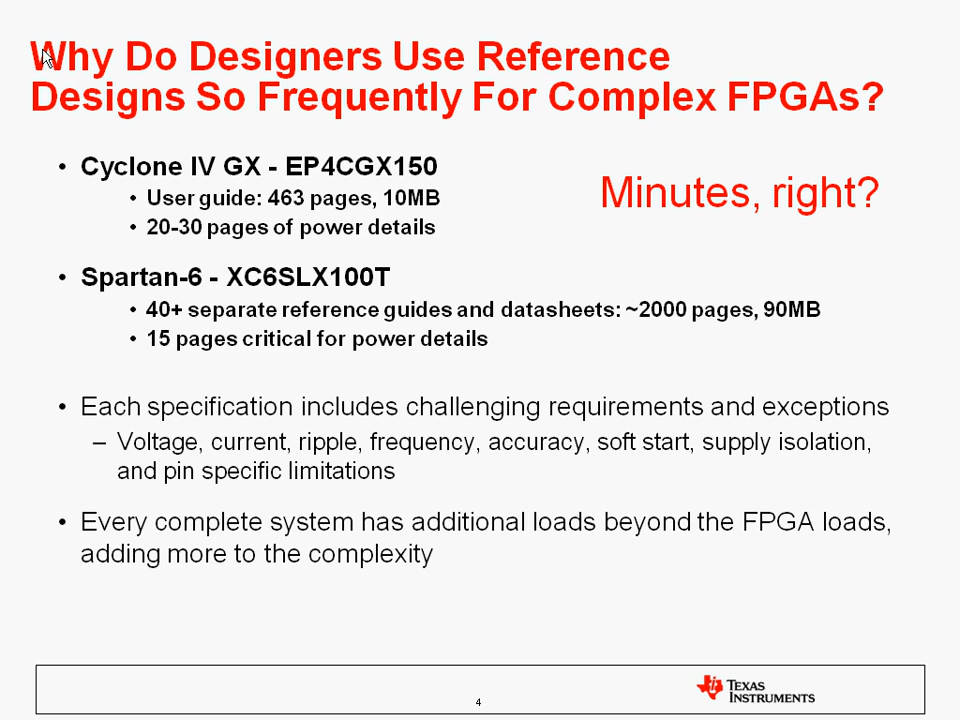 Why Do Designers Use Reference
Designs So Frequently For Complex FPGAs?
• Cyclone IV GX - EP4CGX150
• User guide: 463 pages, 10MB
• 20-30 pages of power details
Minutes, right?
• Spartan-6 - XC6SLX100T
• 40+ separate reference guides and datasheets: ~2000 pages, 90MB
• 15 pages critical for power details
• Each specification includes challenging requirements and exceptions
– Voltage, current, ripple, frequency, accuracy, soft start, supply isolation,
and pin specific limitations
• Every complete system has additional loads beyond the FPGA loads,
adding more to the complexity
4
TEXAS
INSTRUMENTS